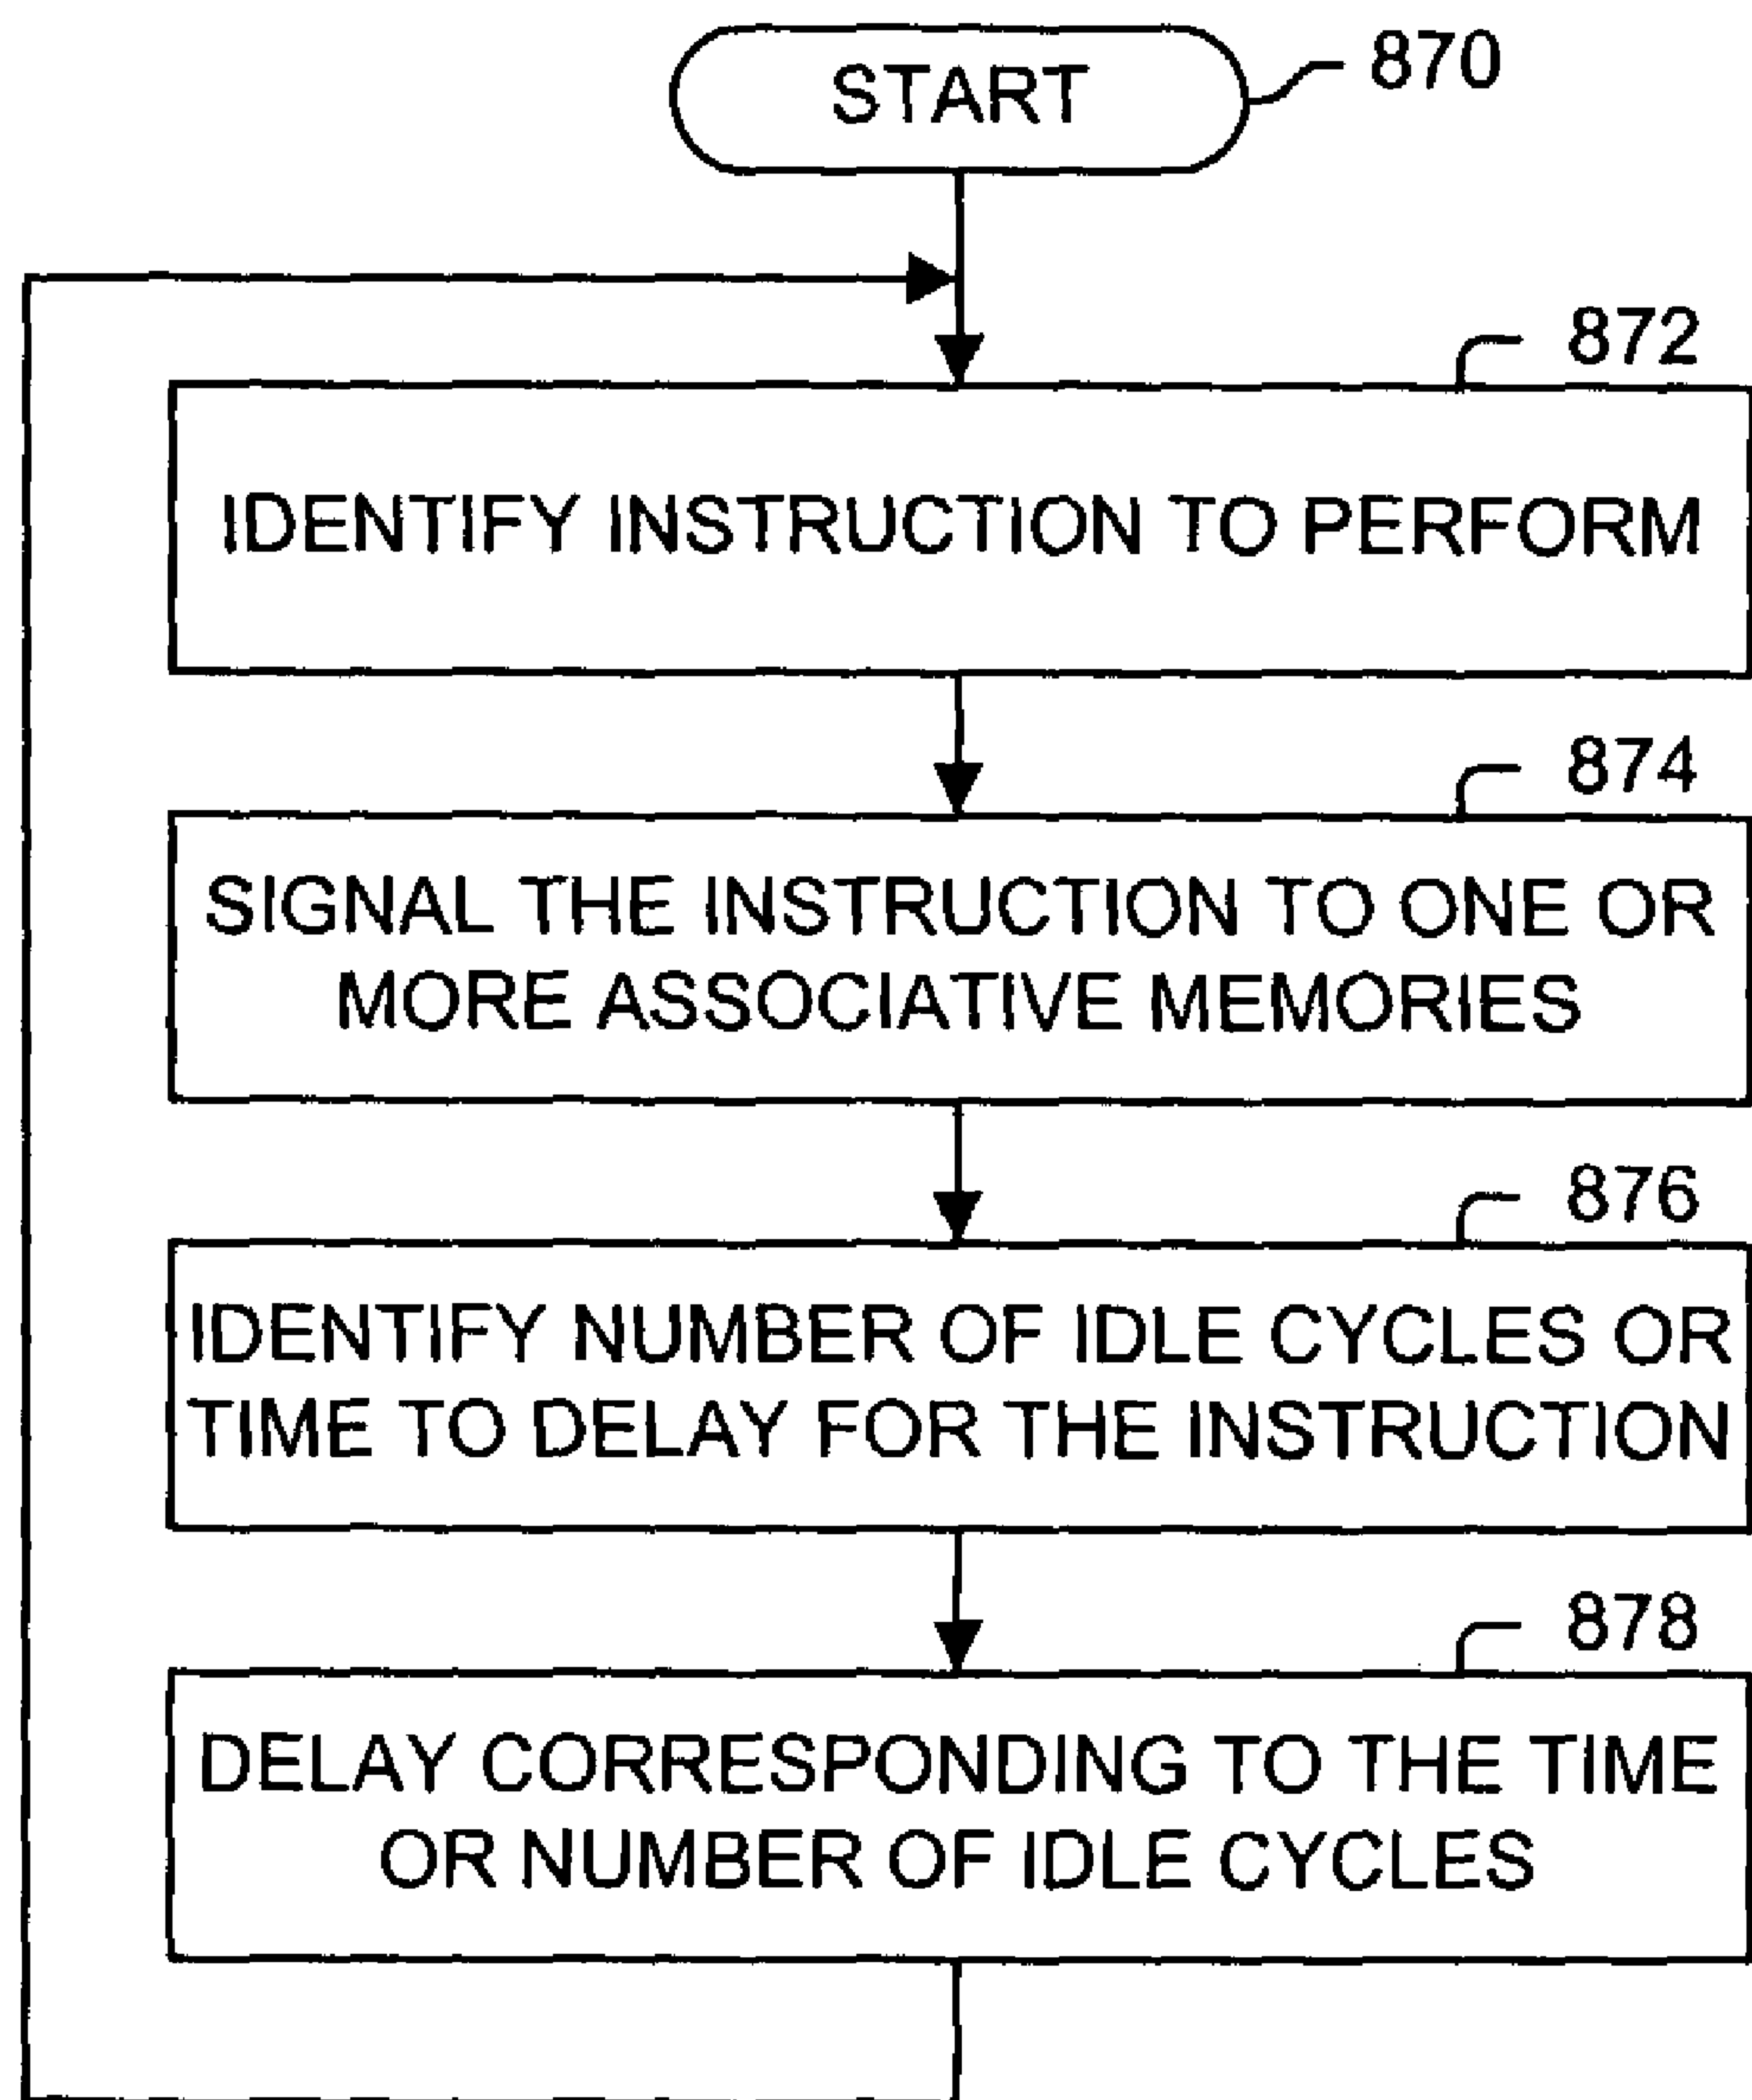 START
870
872
IDENTIFY INSTRUCTION TO PERFORM
874
SIGNAL THE INSTRUCTION TO ONE OR
MORE ASSOCIATIVE MEMORIES
876
IDENTIFY NUMBER OF IDLE CYCLES OR
TIME TO DELAY FOR THE INSTRUCTION
878
DELAY CORRESPONDING TO THE TIME
OR NUMBER OF IDLE CYCLES